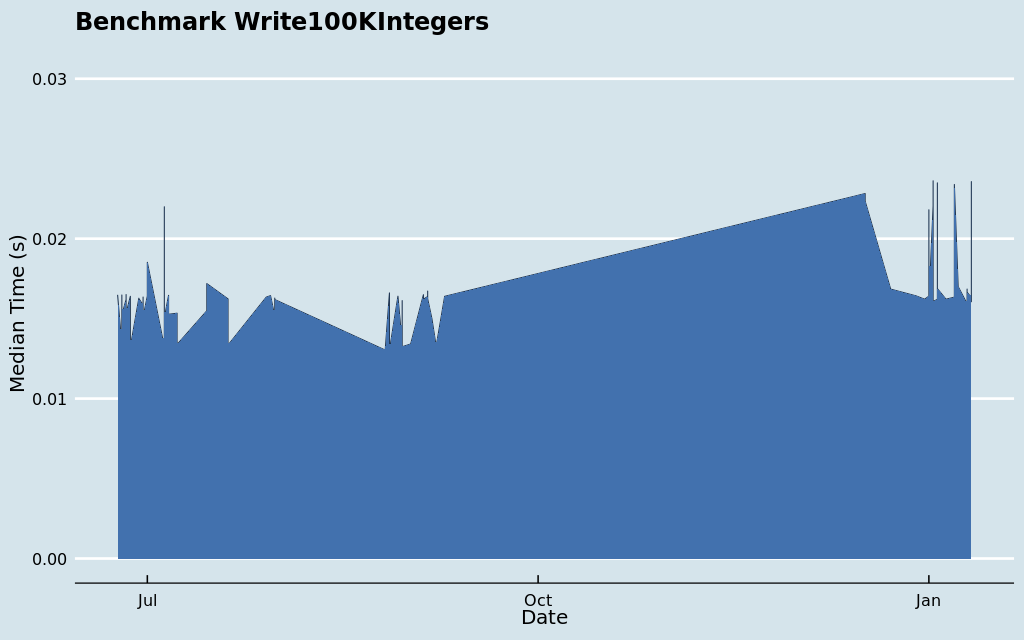 Benchmark Write100KIntegers
Median Time (s)
0.03
0.02
0.01
0.00
Jul
Oct
Jan
Date